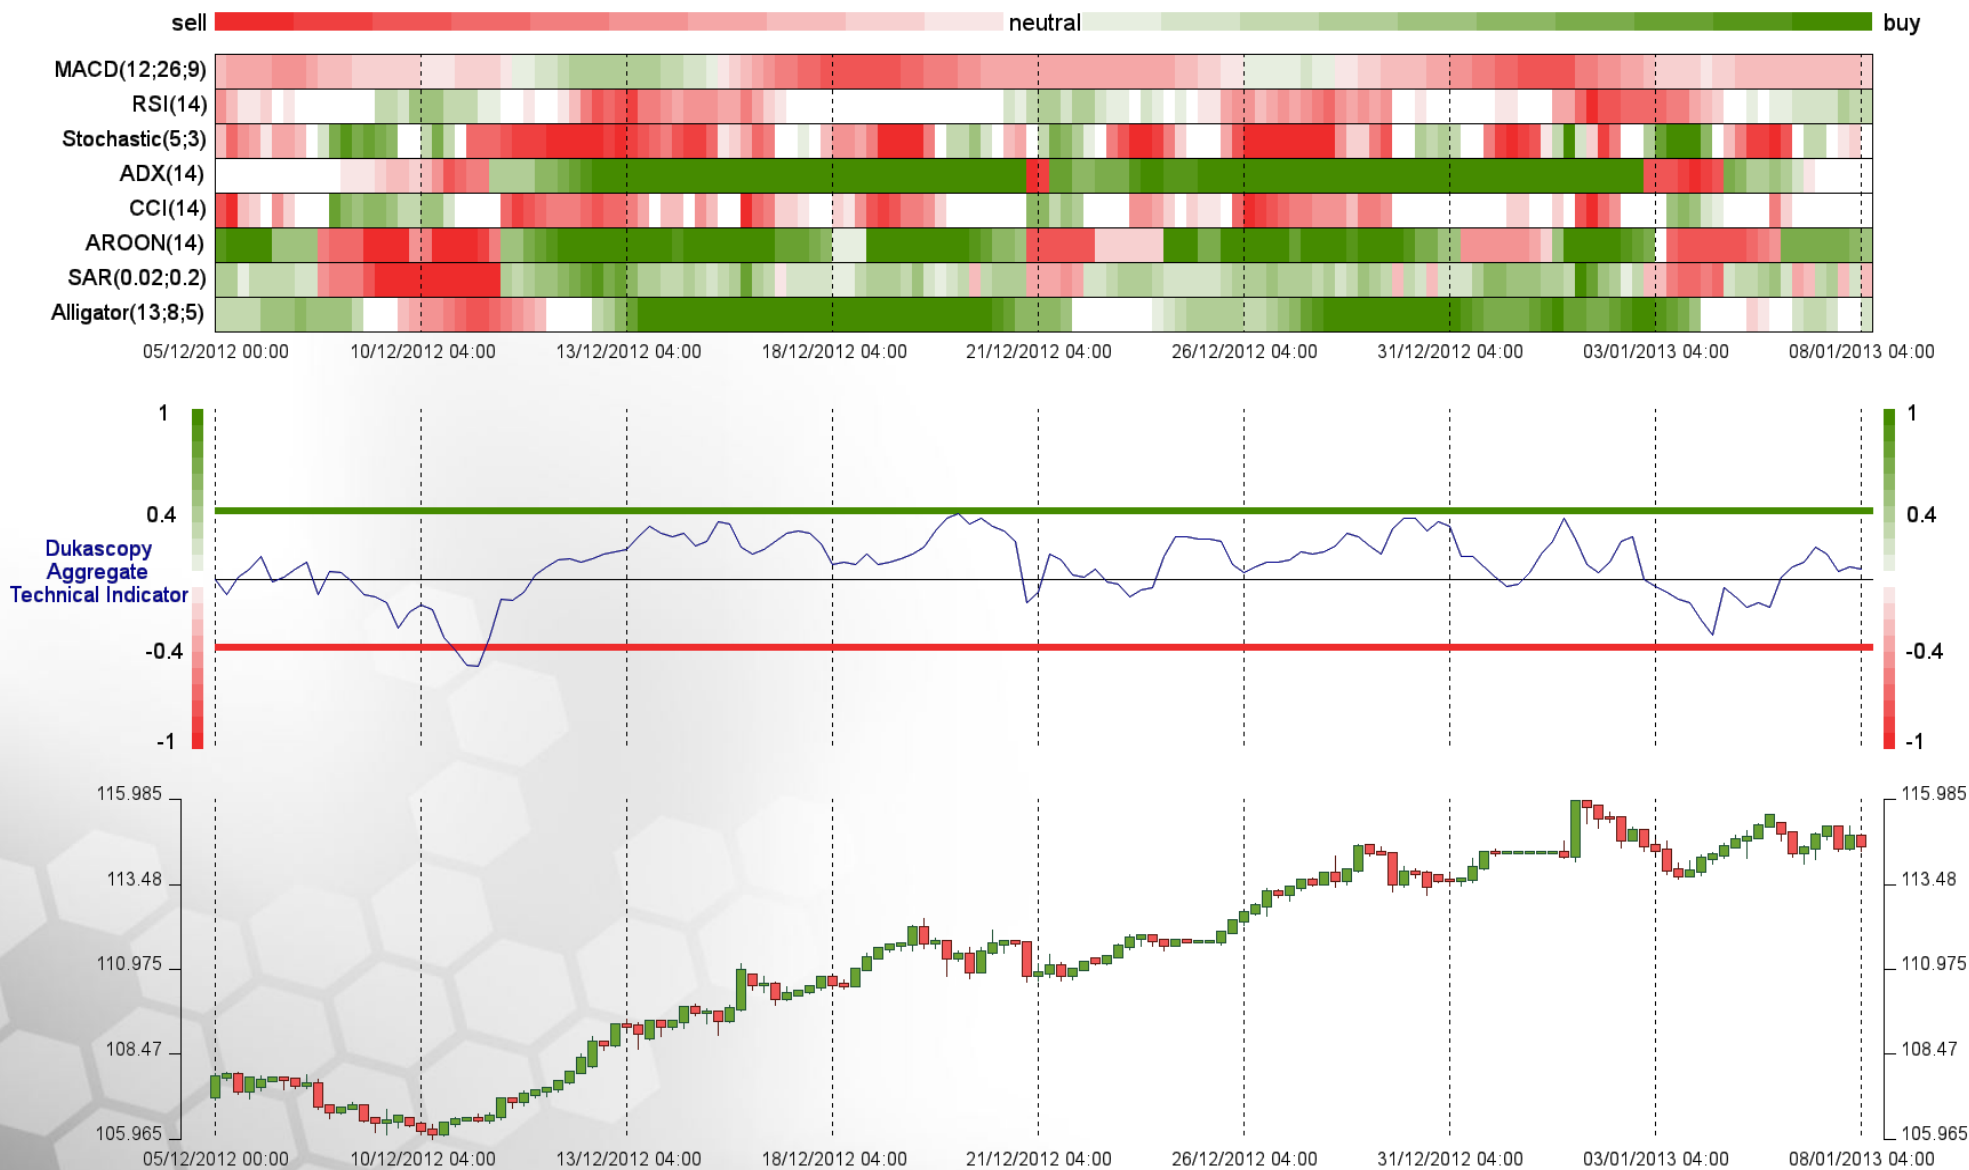 sell neutral buy
MACD(12;26;9)
RSI(14)
Stochastic(5;3)
ADX(14)
CCI(14)
AROON(14)
SAR(0.02;0.2)
Alligator(13;8;5)
05/12/2012 00:00 10/12/2012 04:00 13/12/2012 04:00 18/12/2012 04:00 21/12/2012 04:00 26/12/2012 04:00 31/12/2012 04:00 03/01/2013 04:00 08/01/2013 04:00
1 1
0.4 0.4
Dukascopy
Aggregate
Technical Indicator
-0.4 -0.4
-1 -1
115.985 115.985
113.48 113.48
110.975 110.975
108.47 108.47
105.965 105.965
05/12/2012 00:00 10/12/2012 04:00 13/12/2012 04:00 18/12/2012 04:00 21/12/2012 04:00 26/12/2012 04:00 31/12/2012 04:00 03/01/2013 04:00 08/01/2013 04:00